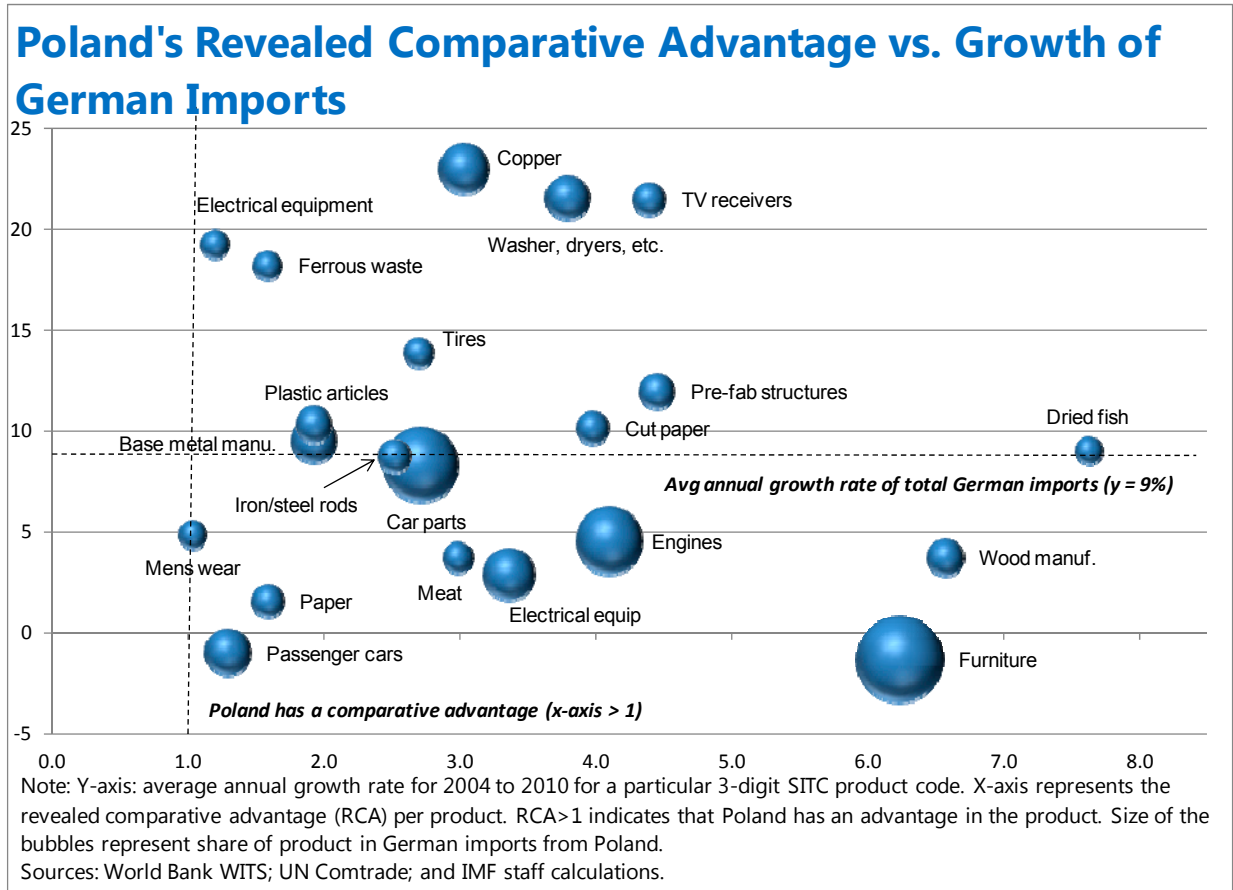 Poland's Revealed Comparative Advantage vs. Growth of
German Imports
25
20
15
10
5
0
-5
Copper
TV receivers
Electrical equipment
Washer, dryers, etc.
Ferrous waste
Tires
Plastic articles
Pre-fab structures
Dried fish
Cut paper
Base metal manu.
Avg annual growth rate of total German imports (y = 9%)
Iron/steel rods
Car parts
Engines
Mens wear
Wood manuf.
Meat
Paper
Electrical equip
Passenger cars
Furniture
Poland has a comparative advantage (x-axis > 1)
0.0 1.0 2.0 3.0 4.0 5.0 6.0 7.0 8.0
Note: Y-axis: average annual growth rate for 2004 to 2010 for a particular 3-digit SITC product code. X-axis represents the
revealed comparative advantage (RCA) per product. RCA>1 indicates that Poland has an advantage in the product. Size of the
bubbles represent share of product in German imports from Poland.
Sources: World Bank WITS; UN Comtrade; and IMF staff calculations.